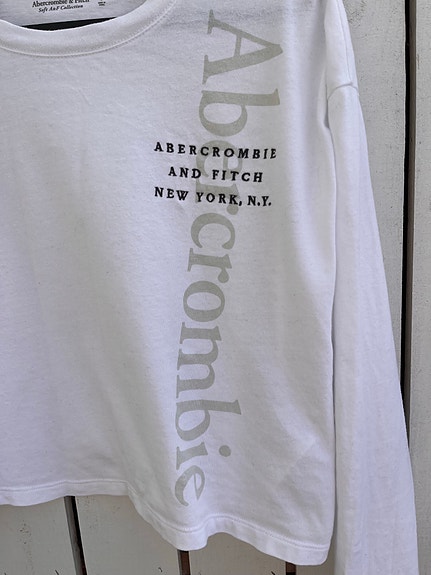 Abercrombie & Fitch
Soft A&F Collection
Abercrombie
ABERCROMBIE
AND FITCH
NEW YORK, N.Y.